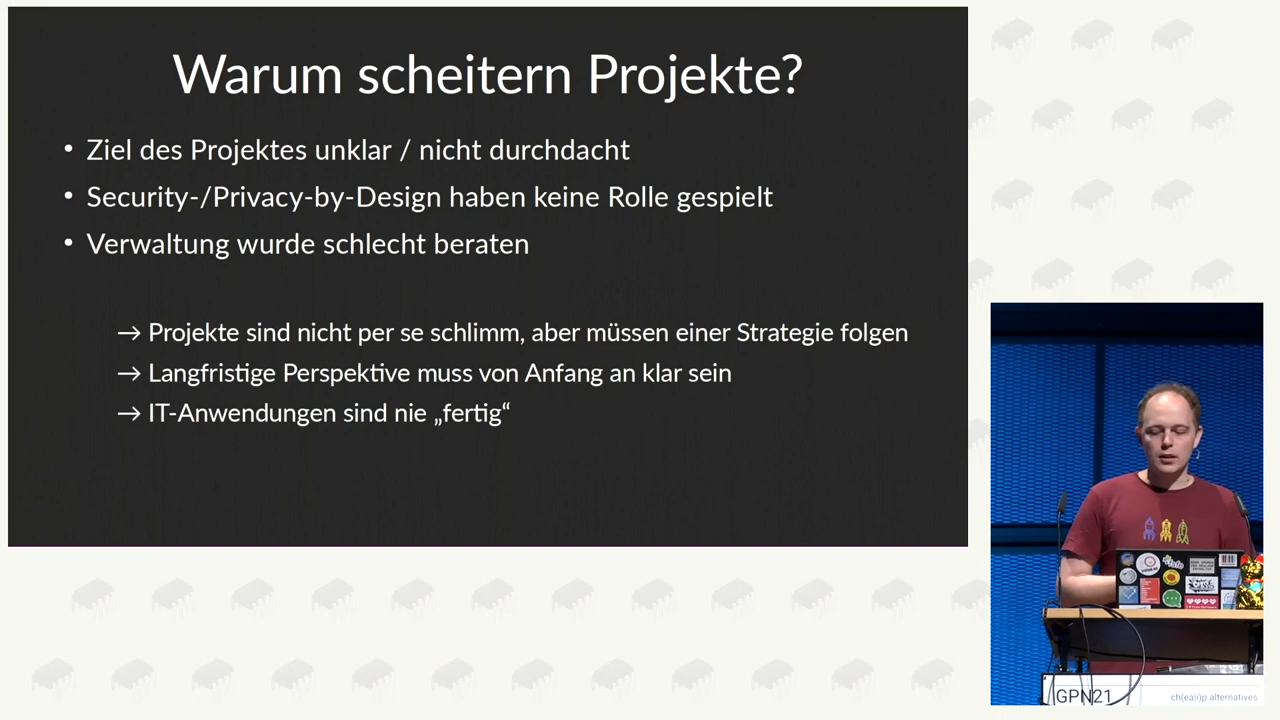 Warum scheitern Projekte?
• Ziel des Projektes unklar / nicht durchdacht
• Security-/Privacy-by-Design haben keine Rolle gespielt
• Verwaltung wurde schlecht beraten
→ Projekte sind nicht per se schlimm, aber müssen einer Strategie folgen
→ Langfristige Perspektive muss von Anfang an klar sein
→ IT-Anwendungen sind nie „fertig“
GPN21
ch(ea|i)p alternatives